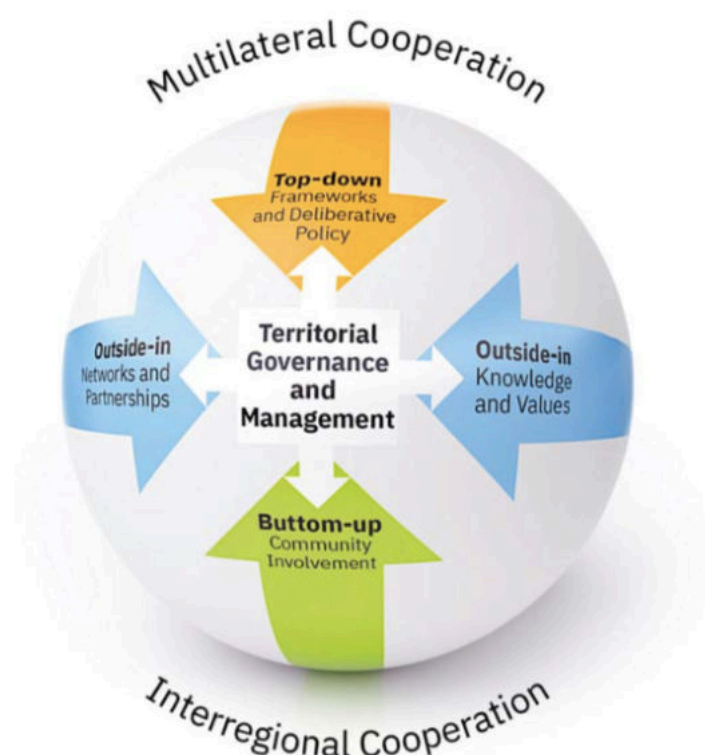 Multilateral Cooperation
Top-down
Frameworks
and Deliberative
Policy
Outside-in
Networks and
Partnerships
Territorial
Governance
and
Management
Outside-in
Knowledge
and Values
Buttom-up
Community
Involvement
Interregional Cooperation